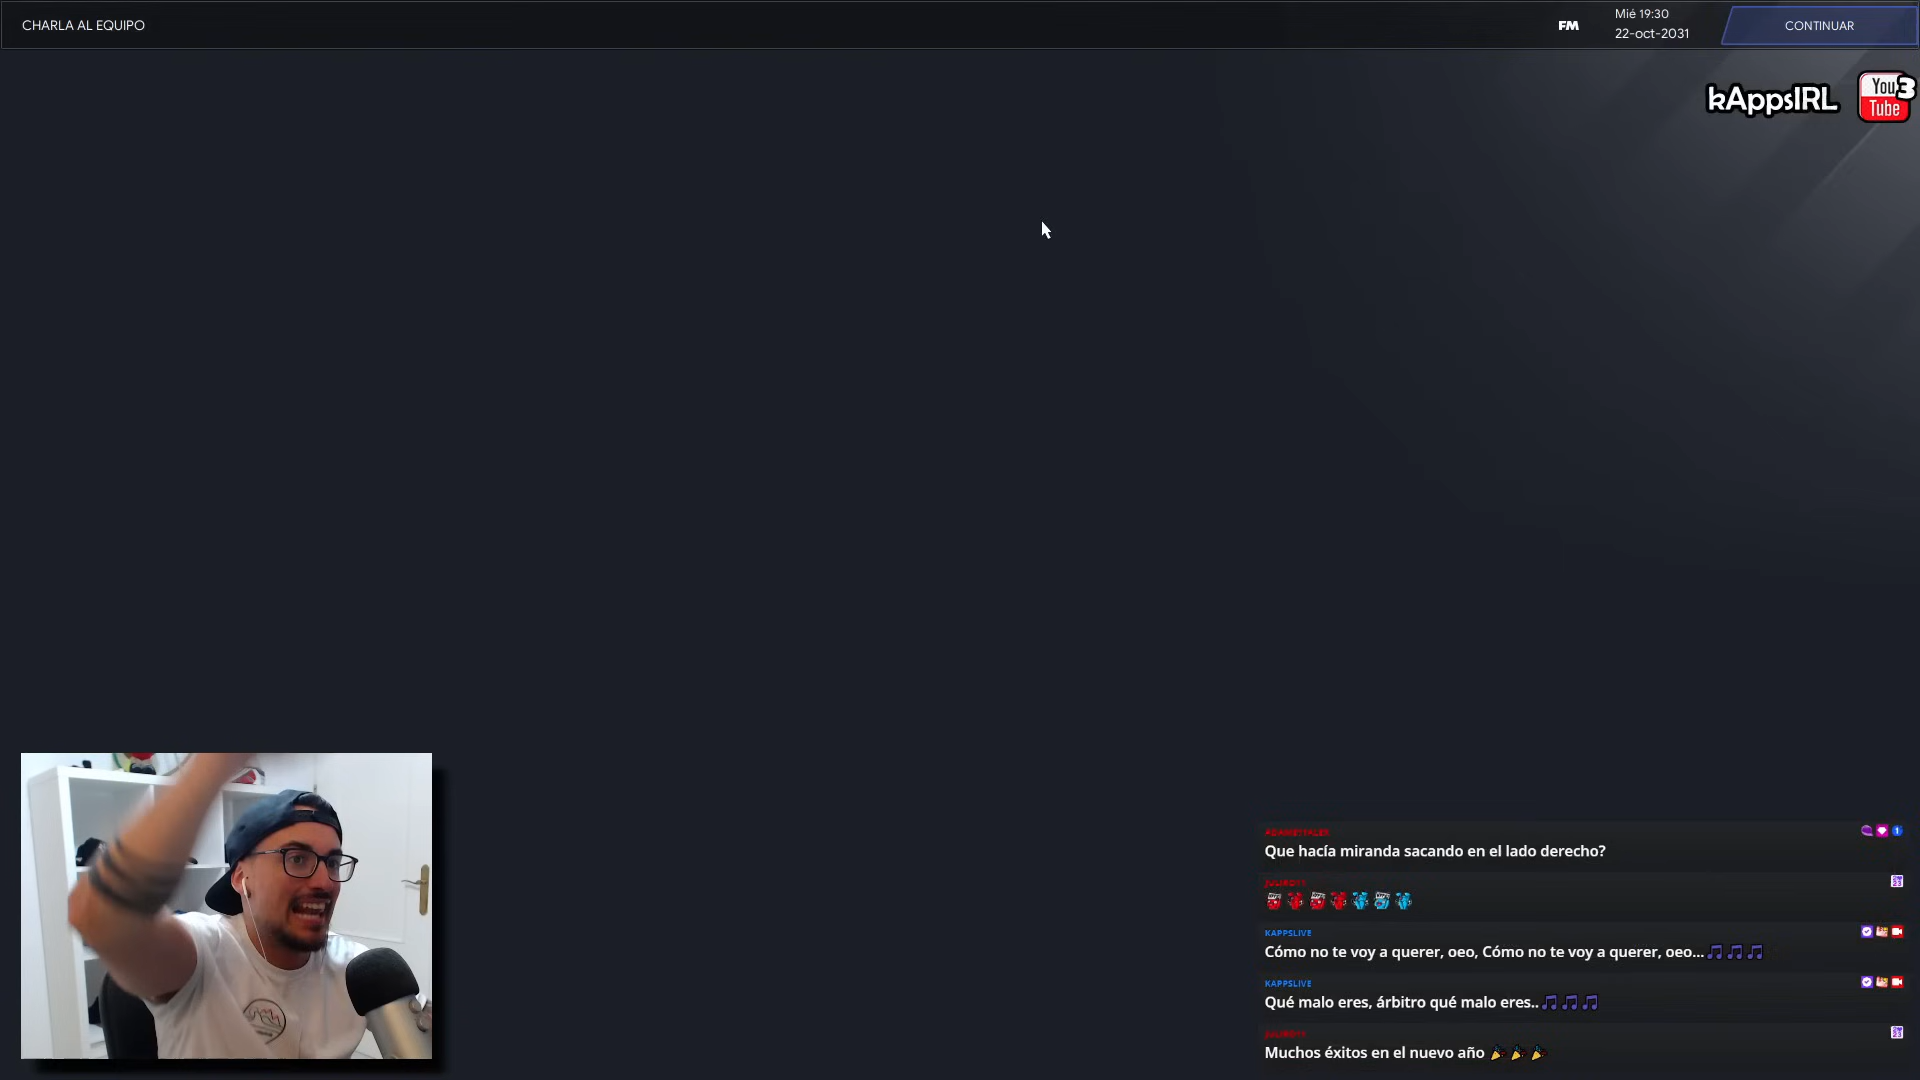 CHARLA AL EQUIPO
FM
Mié 19:30
22-oct-2031
CONTINUAR
kAppsIRL
You
Tube
3
Que hacía miranda sacando en el lado derecho?
KAPPSLIVE
Cómo no te voy a querer, oeo, Cómo no te voy a querer, oeo...🎵🎵🎵
KAPPSLIVE
Qué malo eres, árbitro qué malo eres..🎵🎵🎵
Muchos éxitos en el nuevo año 🎉🎉🎉